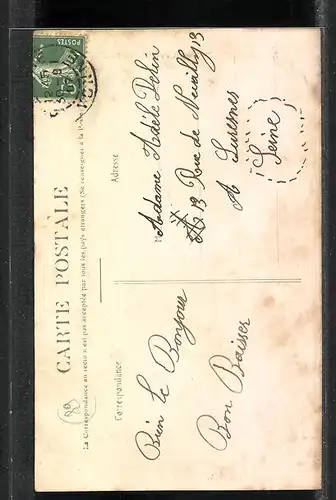 CARTE POSTALE
La Correspondance au recto n'est pas acceptée par tous les pays étrangers (Se renseigner à la Poste)
Correspondance
Adresse
Bien le Bonjour
Bon Baiser
Madame Adèle
13 Rue de Neuilly 13
A Suresnes
Seine
POSTES